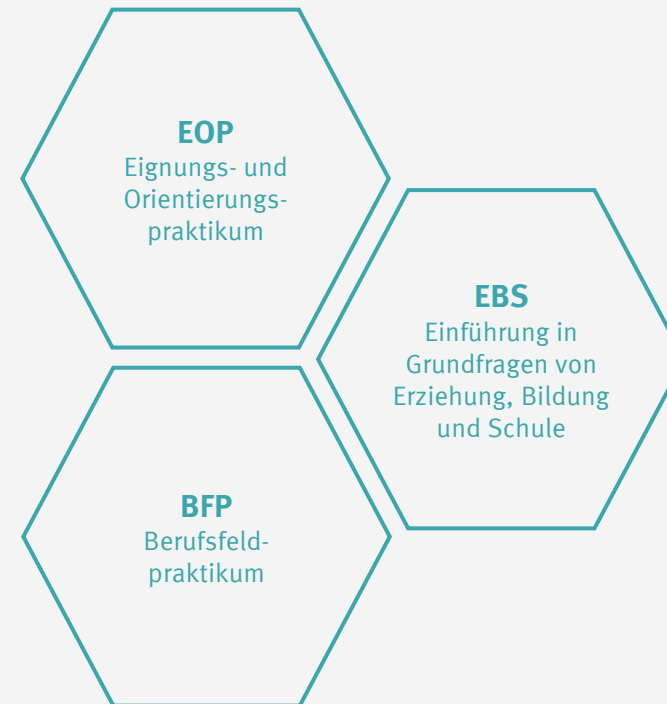 EOP
Eignungs- und
Orientierungs-
praktikum
EBS
Einführung in
Grundfragen von
Erziehung, Bildung
und Schule
BFP
Berufsfeld-
praktikum